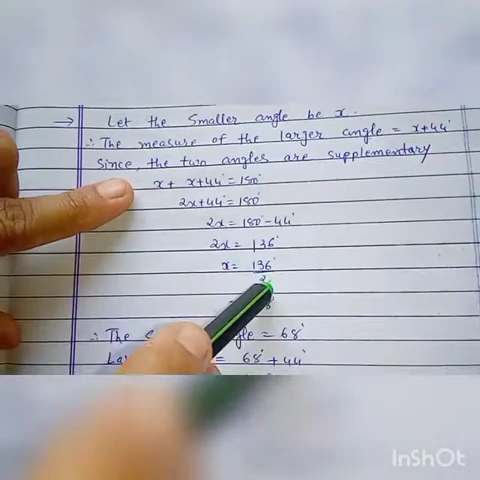 → Let the smaller angle be x.
∴ The measure of the larger angle = x+44°
Since, the two angles are supplementary
x + x+44° = 180°
2x+44° = 180°
2x = 180° - 44°
2x = 136°
x = 136°
2
∴ The = 68°
= 68° + 44°
InShOt